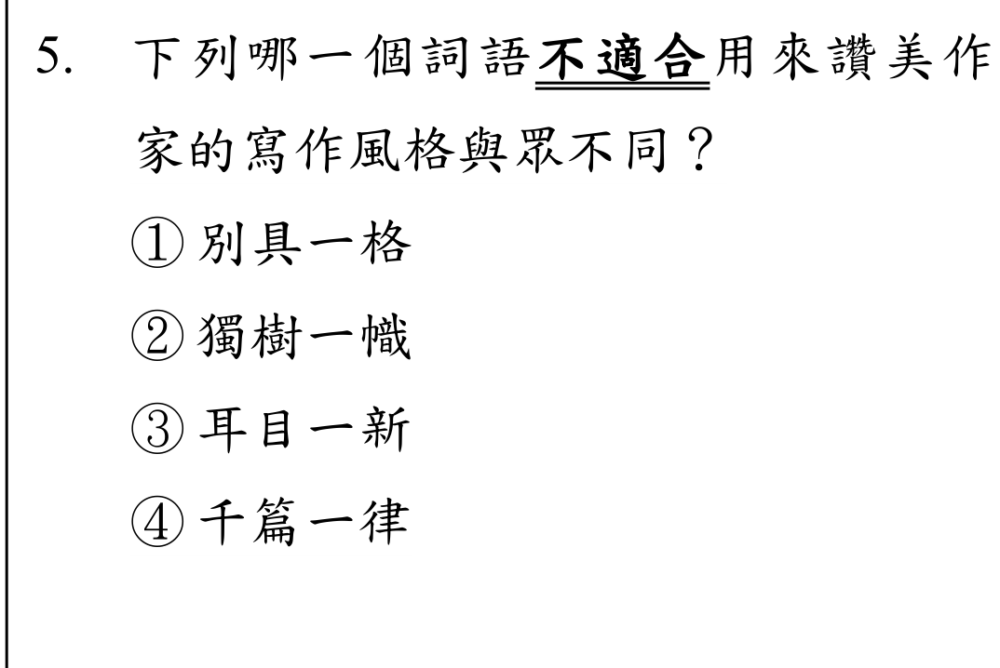 5. 下列哪一個詞語不適合用來讚美作
家的寫作風格與眾不同？
① 別具一格
② 獨樹一幟
③ 耳目一新
④ 千篇一律